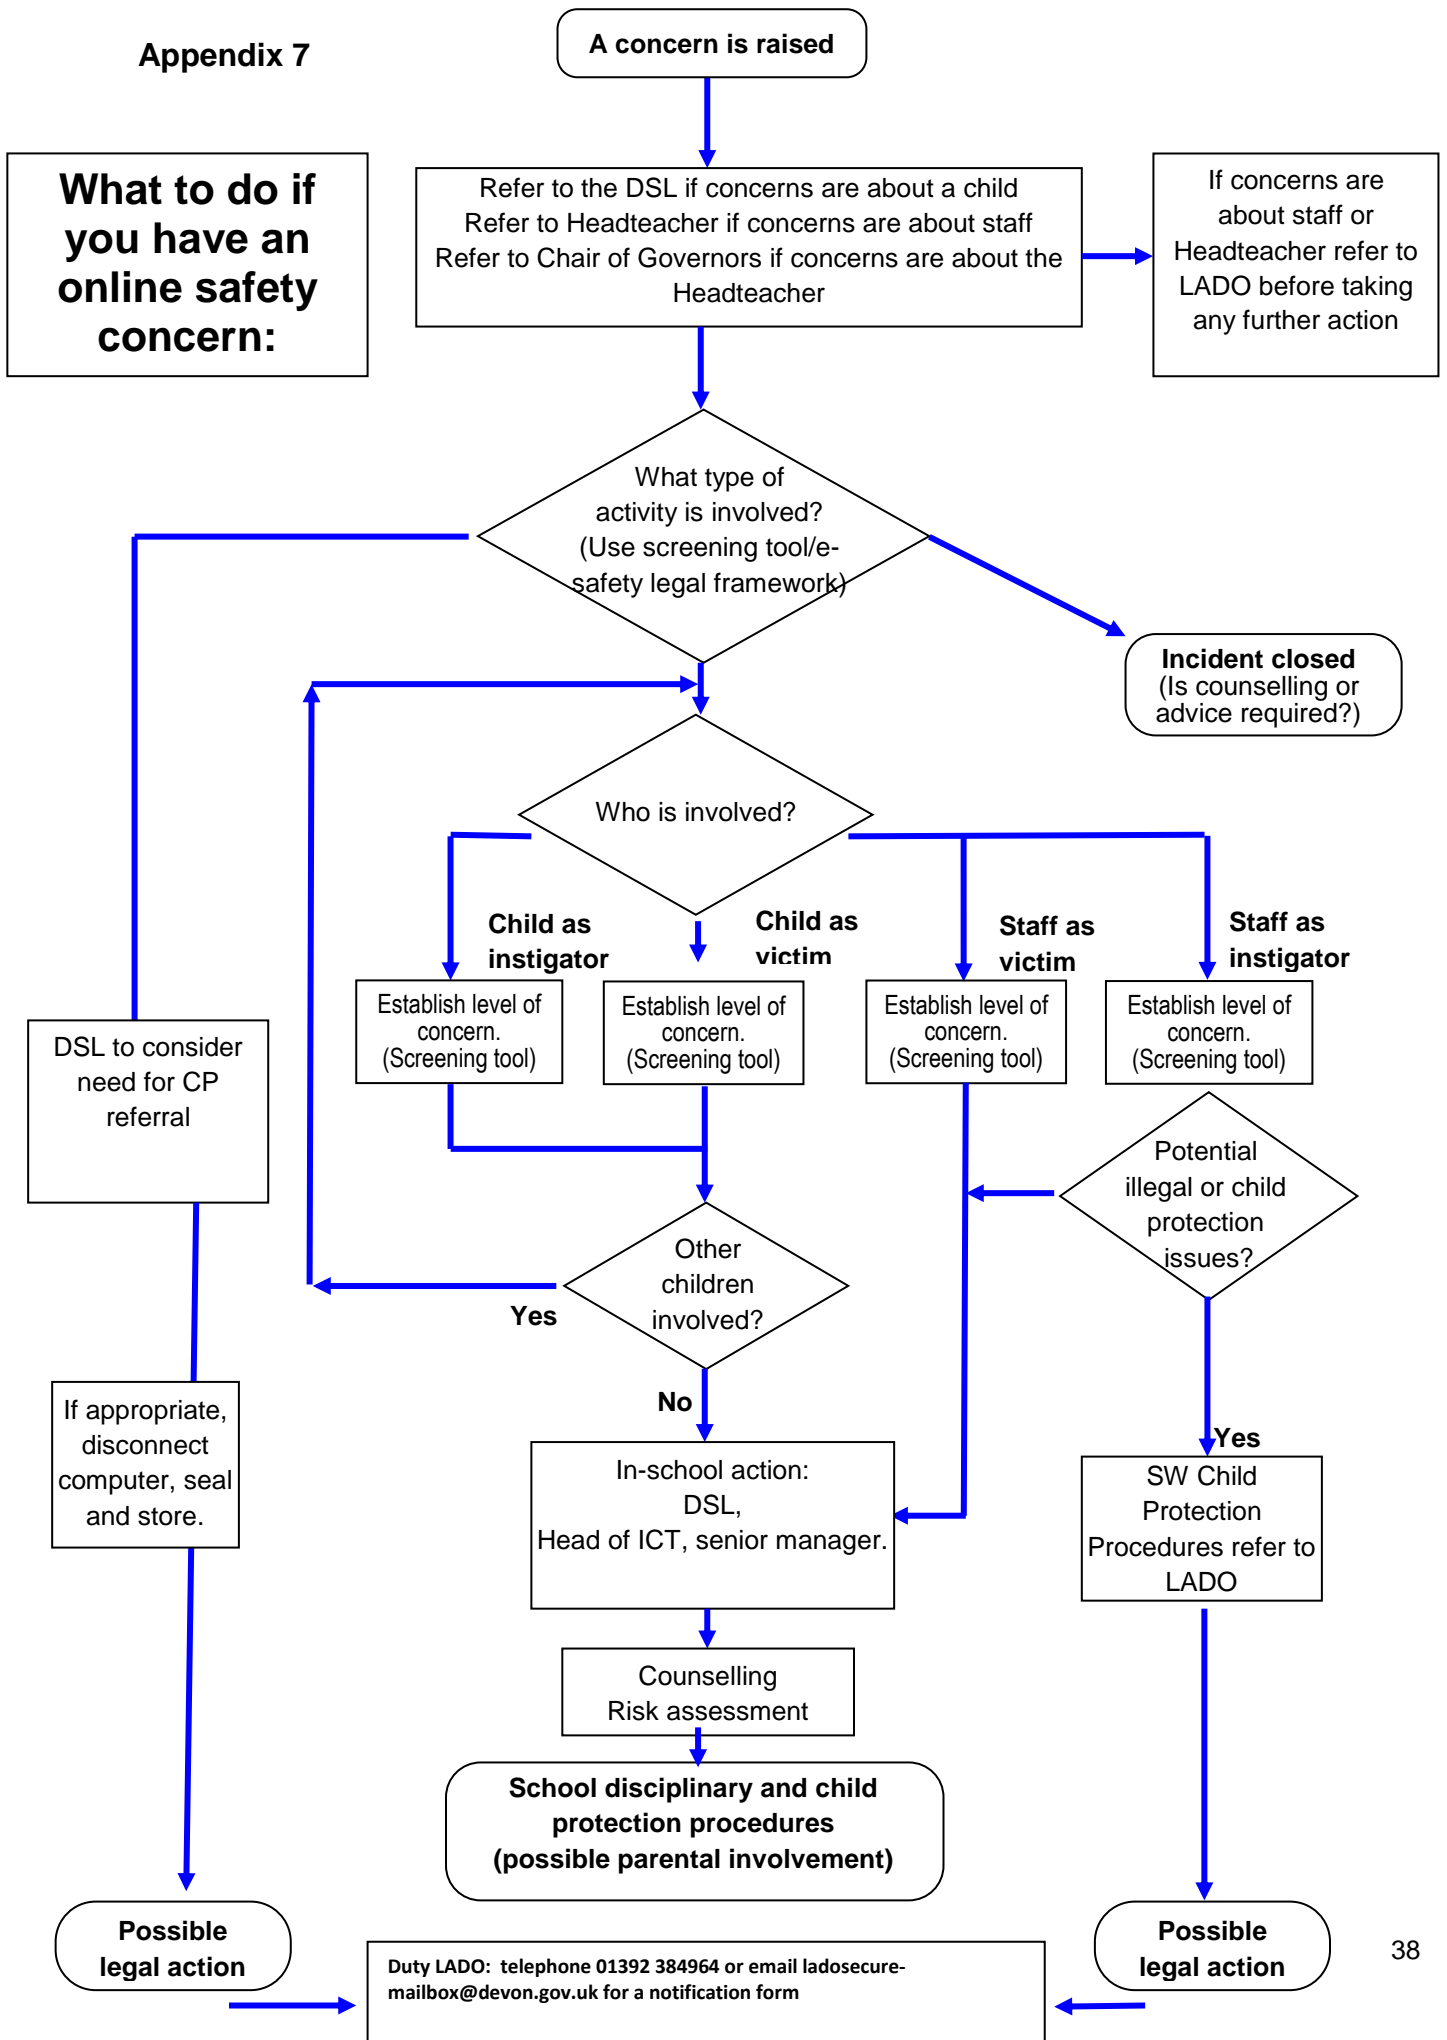 Appendix 7
A concern is raised
What to do if
you have an
online safety
concern:
Refer to the DSL if concerns are about a child
Refer to Headteacher if concerns are about staff
Refer to Chair of Governors if concerns are about the
Headteacher
If concerns are
about staff or
Headteacher refer to
LADO before taking
any further action
What type of
activity is involved?
(Use screening tool/e-
safety legal framework)
Incident closed
(Is counselling or
advice required?)
Who is involved?
Child as
instigator
Child as
victim
Staff as
victim
Staff as
instigator
Establish level of
concern.
(Screening tool)
Establish level of
concern.
(Screening tool)
Establish level of
concern.
(Screening tool)
Establish level of
concern.
(Screening tool)
DSL to consider
need for CP
referral
Potential
illegal or child
protection
issues?
Other
children
involved?
Yes
No
Yes
If appropriate,
disconnect
computer, seal
and store.
In-school action:
DSL,
Head of ICT, senior manager.
SW Child
Protection
Procedures refer to
LADO
Counselling
Risk assessment
School disciplinary and child
protection procedures
(possible parental involvement)
Possible
legal action
Possible
legal action
38
Duty LADO: telephone 01392 384964 or email ladosecure-
mailbox@devon.gov.uk for a notification form